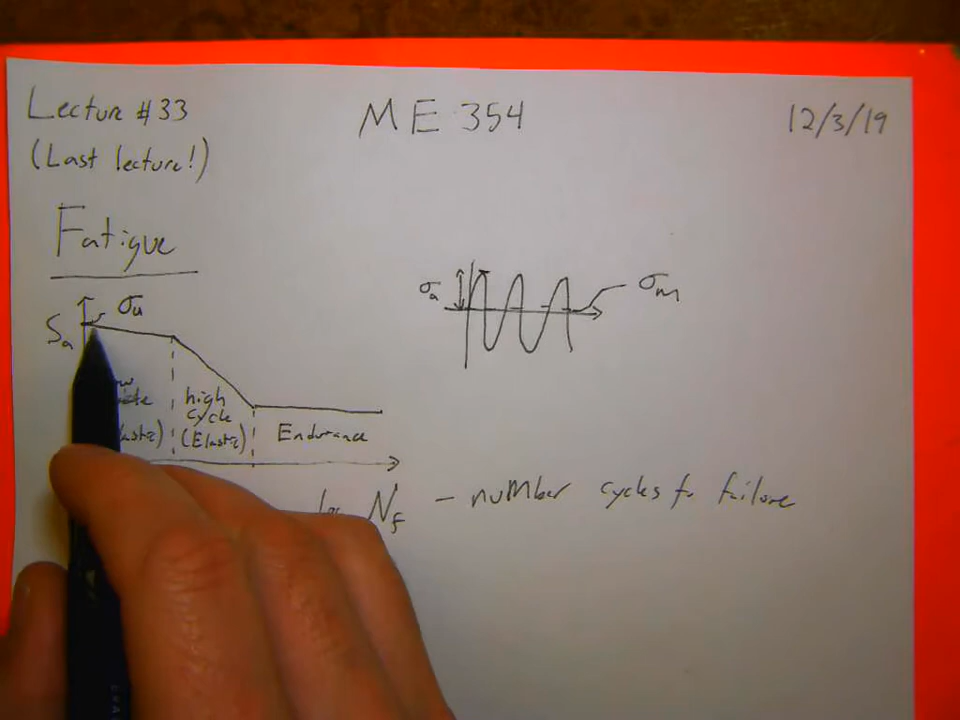 Lecture #33
ME 354
12/3/19
(Last lecture!)
Fatigue
σu
Sa
σa
σm
high
cycle
(Elastic)
Endurance
Nf - number cycles to failure